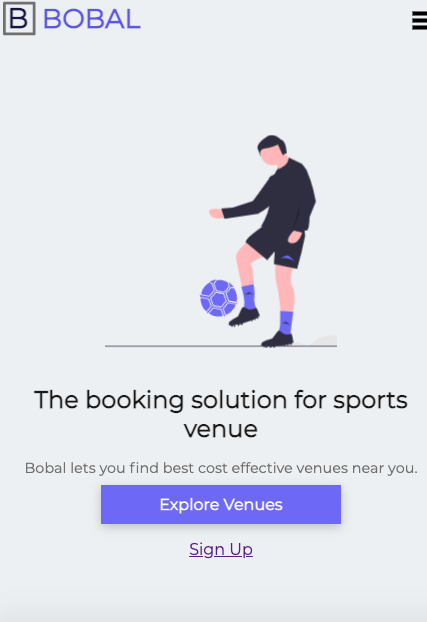 B BOBAL
The booking solution for sports
venue
Bobal lets you find best cost effective venues near you.
Explore Venues
Sign Up